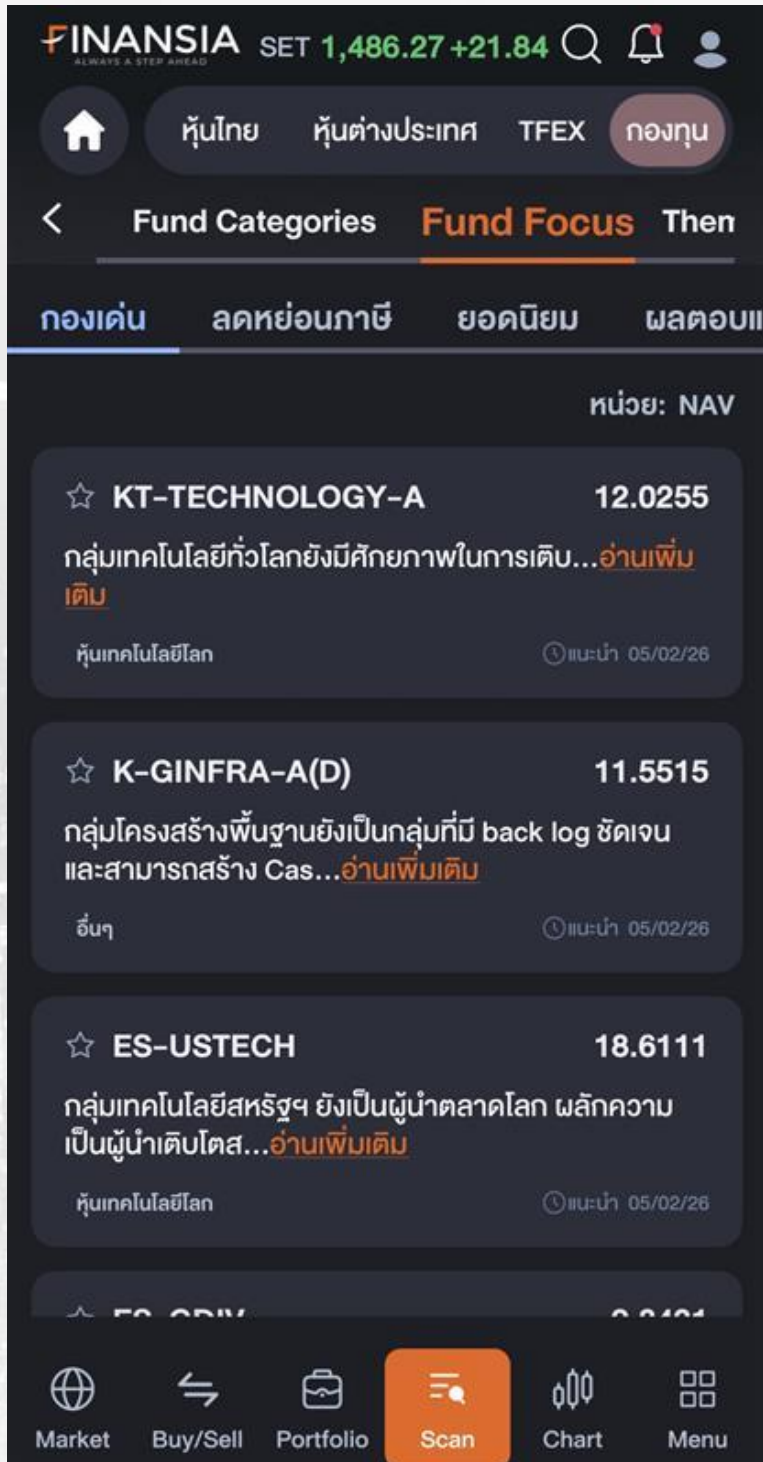 FINANSIA SET 1,486.27 +21.84
ALWAYS A STEP AHEAD
หุ้นไทย หุ้นต่างประเทศ TFEX กองทุน
Fund Categories Fund Focus Them
กองเด่น ลดหย่อนภาษี ยอดนิยม ผลตอบแ
หน่วย: NAV
KT-TECHNOLOGY-A 12.0255
กลุ่มเทคโนโลยีทั่วโลกยังมีศักยภาพในการเติบ...อ่านเพิ่ม
เติม
หุ้นเทคโนโลยีโลก แนะนำ 05/02/26
K-GINFRA-A(D) 11.5515
กลุ่มโครงสร้างพื้นฐานยังเป็นกลุ่มที่มี back log ชัดเจน
และสามารถสร้าง Cas...อ่านเพิ่มเติม
อื่นๆ แนะนำ 05/02/26
ES-USTECH 18.6111
กลุ่มเทคโนโลยีสหรัฐฯ ยังเป็นผู้นำตลาดโลก ผลักความ
เป็นผู้นำเติบโตส...อ่านเพิ่มเติม
หุ้นเทคโนโลยีโลก แนะนำ 05/02/26
Market Buy/Sell Portfolio Scan Chart Menu